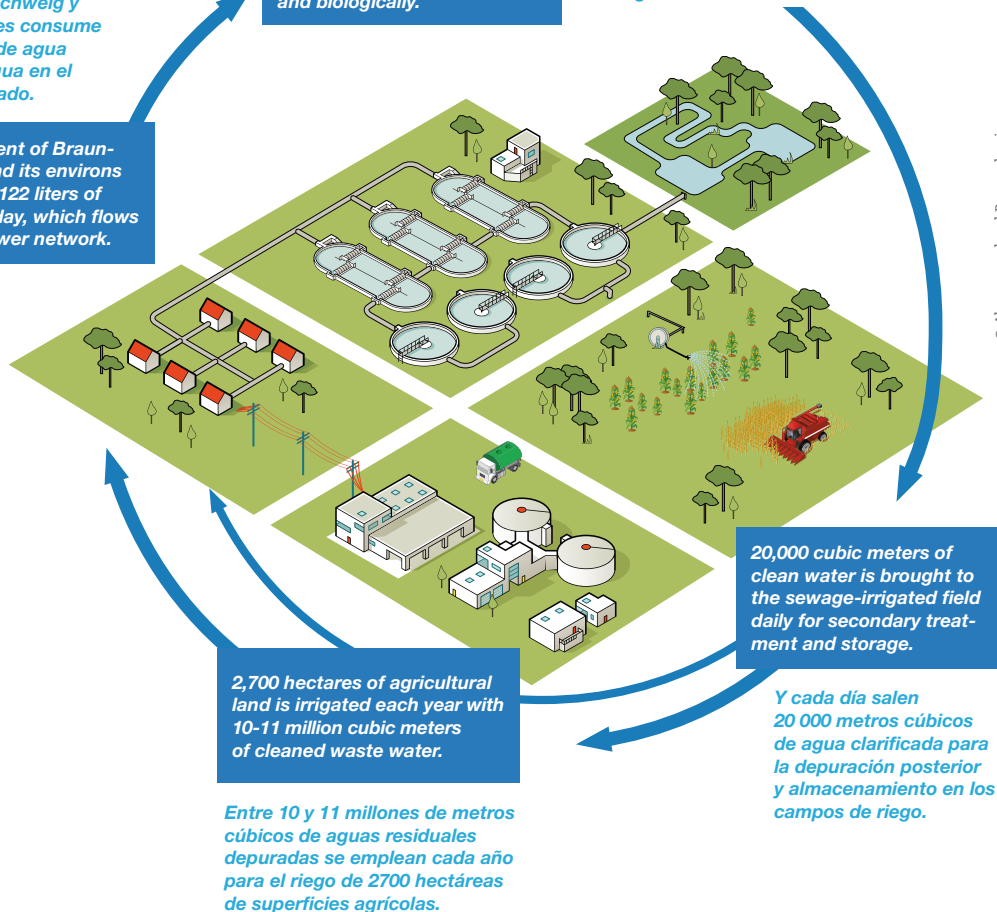 chweig y
es consume
de agua
gua en el
ado.
and biologically.
ent of Braun-
nd its environs
122 liters of
day, which flows
wer network.
20,000 cubic meters of
clean water is brought to
the sewage-irrigated field
daily for secondary treat-
ment and storage.
Y cada día salen
20 000 metros cúbicos
de agua clarificada para
la depuración posterior
y almacenamiento en los
campos de riego.
2,700 hectares of agricultural
land is irrigated each year with
10-11 million cubic meters
of cleaned waste water.
Entre 10 y 11 millones de metros
cúbicos de aguas residuales
depuradas se emplean cada año
para el riego de 2700 hectáreas
de superficies agrícolas.